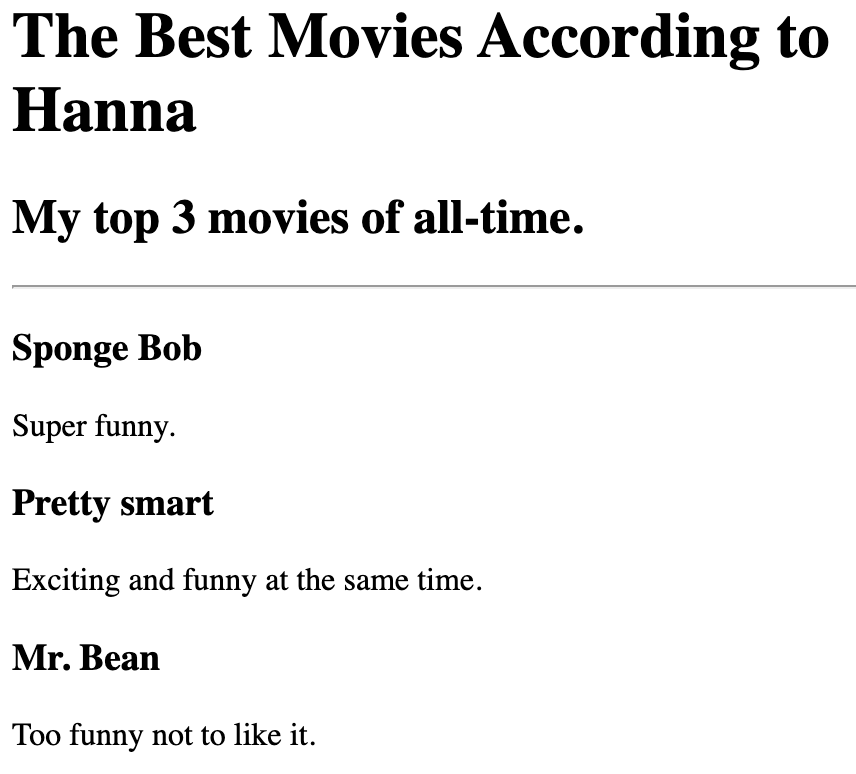 The Best Movies According to
Hanna
My top 3 movies of all-time.
Sponge Bob
Super funny.
Pretty smart
Exciting and funny at the same time.
Mr. Bean
Too funny not to like it.